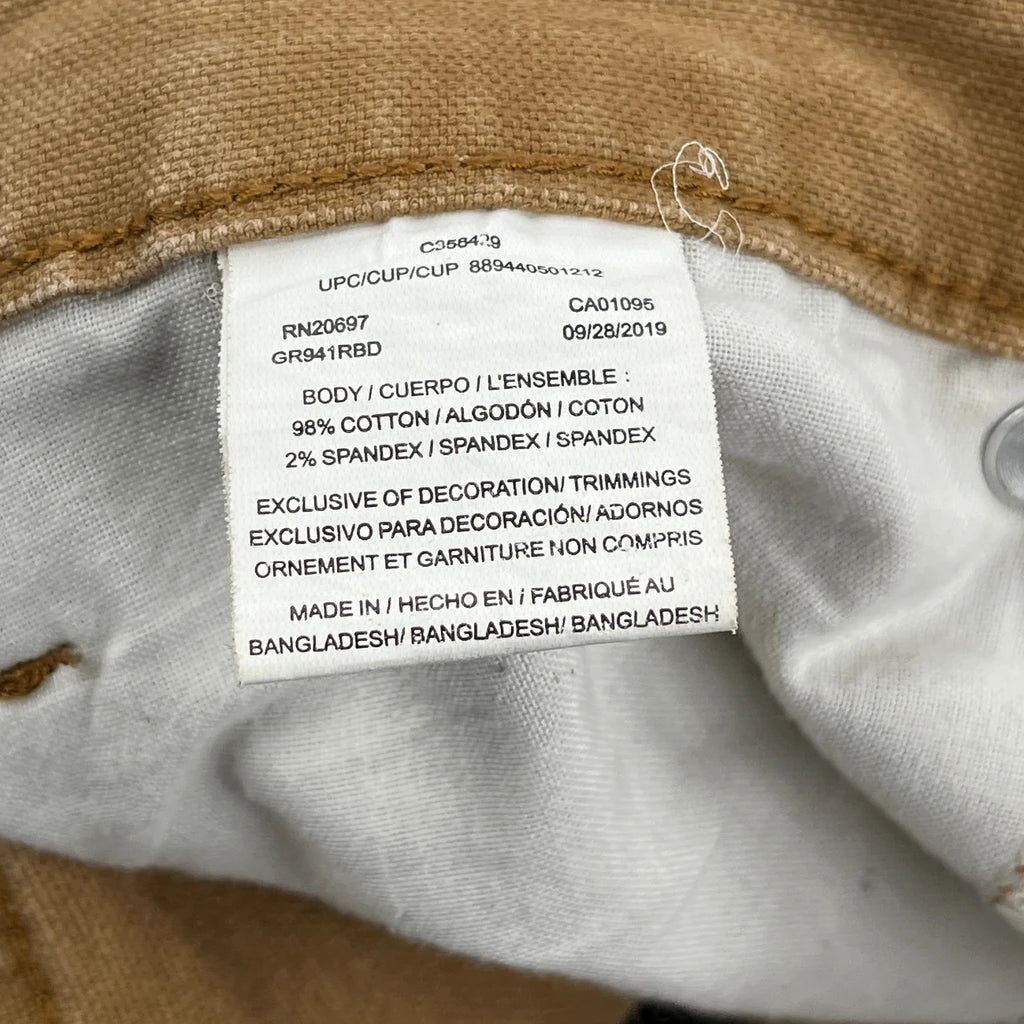 C358429
UPC/CUP/CUP 889440501212
RN20697 CA01095
GR941RBD 09/28/2019
BODY / CUERPO / L'ENSEMBLE :
98% COTTON / ALGODÓN / COTON
2% SPANDEX / SPANDEX / SPANDEX
EXCLUSIVE OF DECORATION/ TRIMMINGS
EXCLUSIVO PARA DECORACIÓN/ ADORNOS
ORNEMENT ET GARNITURE NON COMPRIS
MADE IN / HECHO EN / FABRIQUÉ AU
BANGLADESH/ BANGLADESH/ BANGLADESH